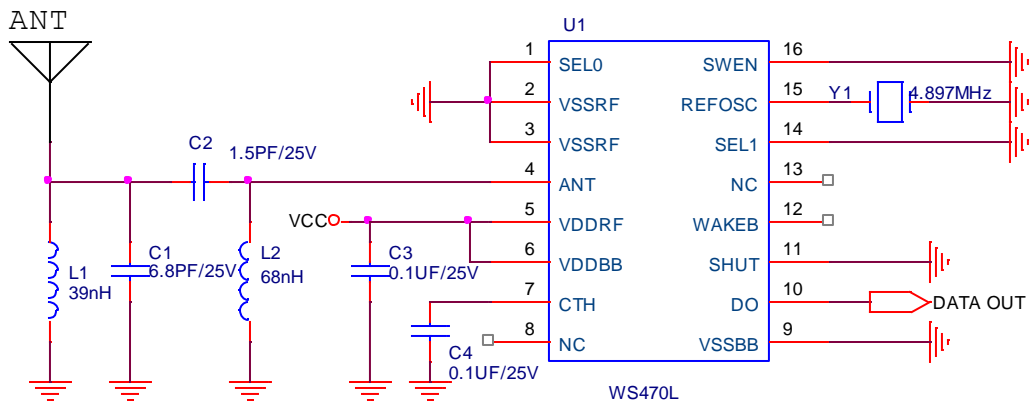 ANT
U1
1
SEL0
SWEN
16
2
VSSRF
REFOSC
15
Y1
4.897MHz
3
VSSRF
SEL1
14
C2
1.5PF/25V
4
ANT
NC
13
VCC
5
VDDRF
WAKEB
12
L1
39nH
C1
6.8PF/25V
L2
68nH
C3
0.1UF/25V
6
VDDBB
SHUT
11
7
CTH
DO
10
DATA OUT
C4
0.1UF/25V
8
NC
VSSBB
9
WS470L